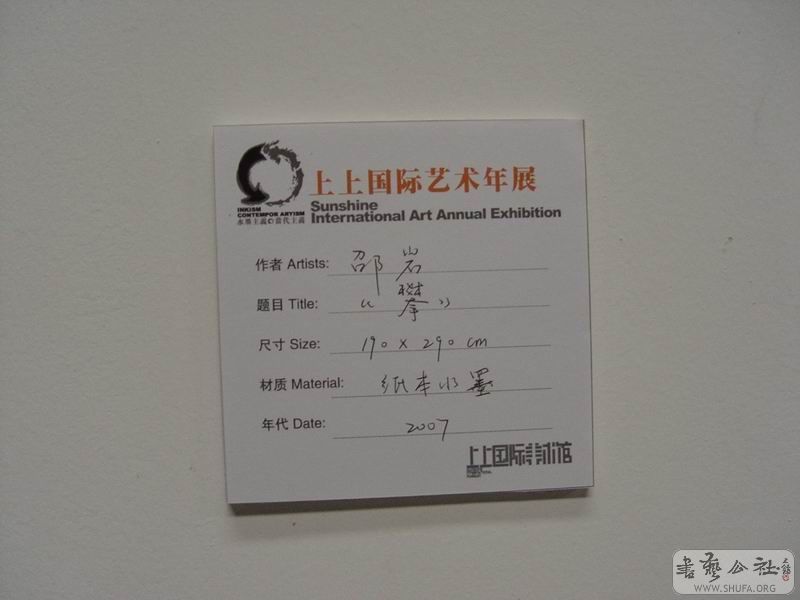 上上国际艺术年展
Sunshine
International Art Annual Exhibition
INKISM
CONTEMPOR ARYISM
水墨主義 當代主義
作者 Artists: 邵岩
题目 Title: 《攀》
尺寸 Size: 190 x 290 cm
材质 Material: 纸本水墨
年代 Date: 2007
上上国际美术馆
書藝公社
WWW.SHUFA.ORG